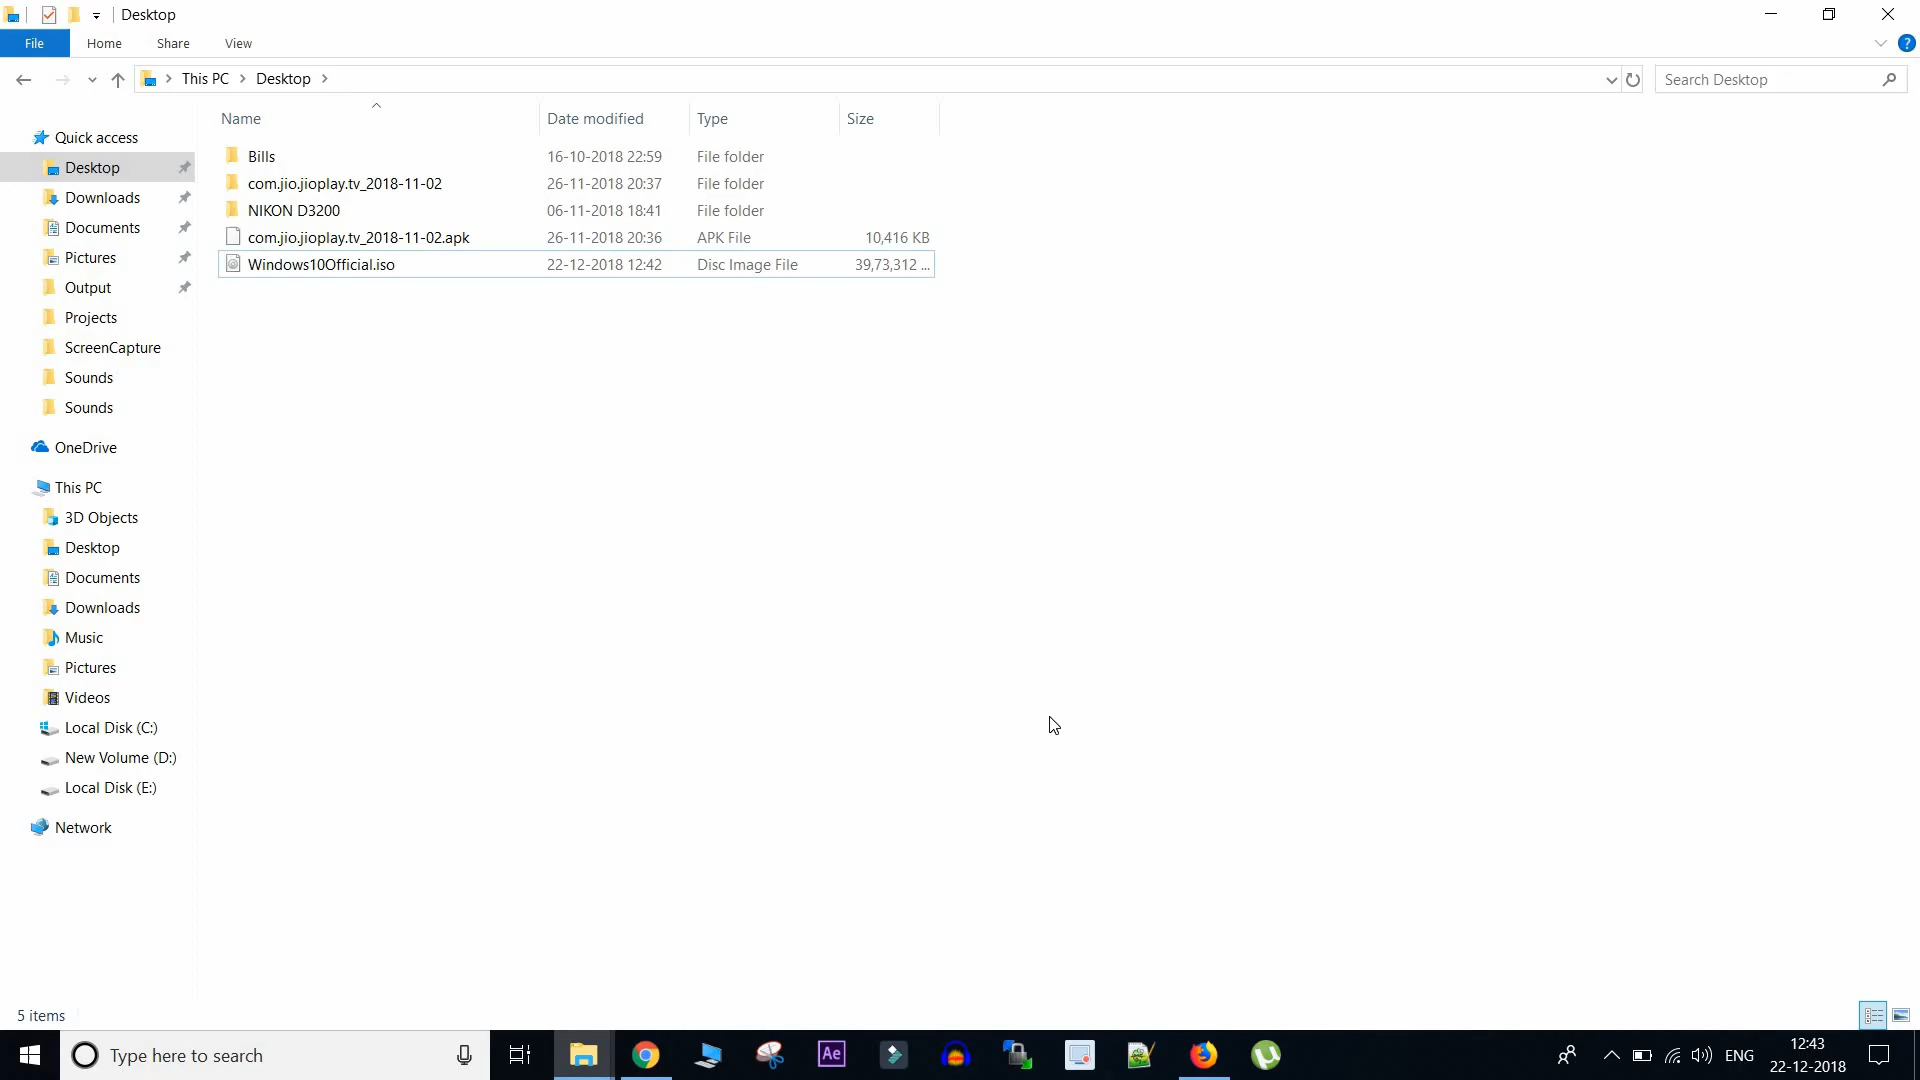 Desktop
File Home Share View
This PC Desktop
Search Desktop
Name Date modified Type Size
Quick access
Desktop
Downloads
Documents
Pictures
Output
Projects
ScreenCapture
Sounds
Sounds
OneDrive
This PC
3D Objects
Desktop
Documents
Downloads
Music
Pictures
Videos
Local Disk (C:)
New Volume (D:)
Local Disk (E:)
Network
Bills 16-10-2018 22:59 File folder
com.jio.jioplay.tv_2018-11-02 26-11-2018 20:37 File folder
NIKON D3200 06-11-2018 18:41 File folder
com.jio.jioplay.tv_2018-11-02.apk 26-11-2018 20:36 APK File 10,416 KB
Windows10Official.iso 22-12-2018 12:42 Disc Image File 39,73,312 ...
5 items
Type here to search
Ae
ENG
12:43
22-12-2018